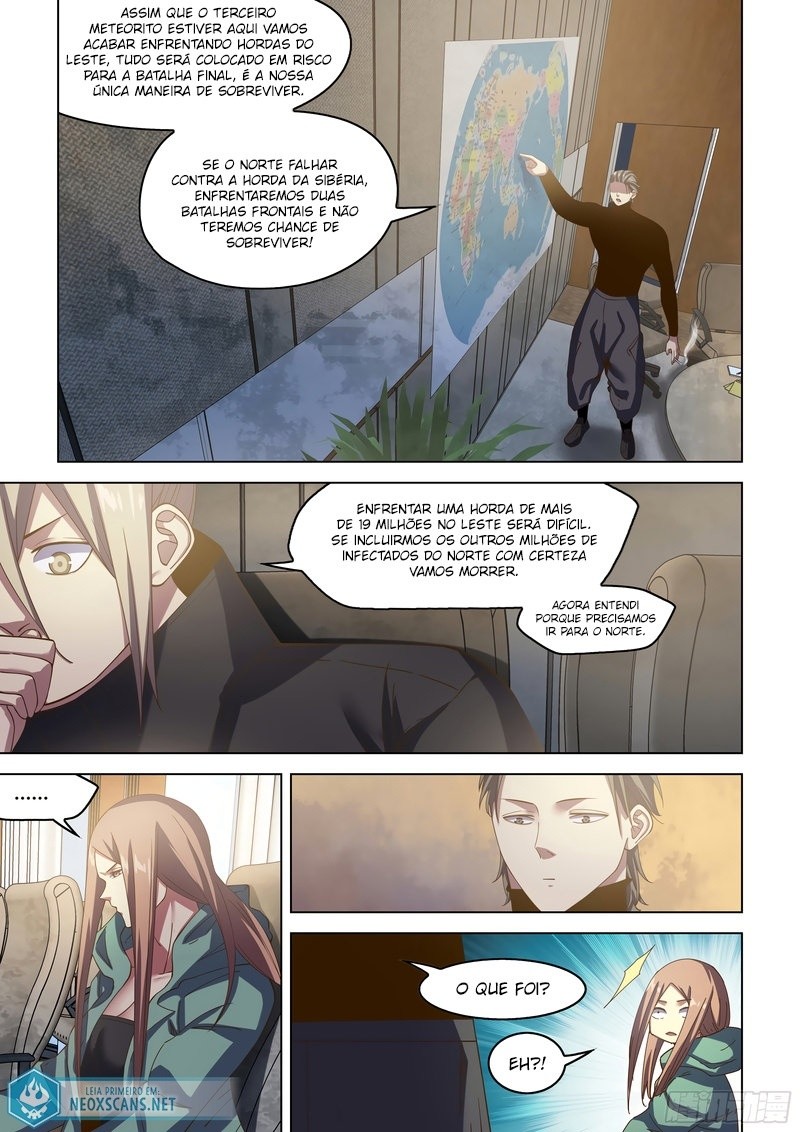 ASSIM QUE O TERCEIRO
METEORITO ESTIVER AQUI VAMOS
ACABAR ENFRENTANDO HORDAS DO
LESTE, TUDO SERÁ COLOCADO EM RISCO
PARA A BATALHA FINAL, É A NOSSA
ÚNICA MANEIRA DE SOBREVIVER.
SE O NORTE FALHAR
CONTRA A HORDA DA SIBÉRIA,
ENFRENTAREMOS DUAS
BATALHAS FRONTAIS E NÃO
TEREMOS CHANCE DE
SOBREVIVER!
ENFRENTAR UMA HORDA DE MAIS
DE 19 MILHÕES NO LESTE SERÁ DIFÍCIL.
SE INCLUIRMOS OS OUTROS MILHÕES DE
INFECTADOS DO NORTE COM CERTEZA
VAMOS MORRER.
AGORA ENTENDI
PORQUE PRECISAMOS
IR PARA O NORTE.
......
O QUE FOI?
EH?!
LEIA PRIMEIRO EM:
NEOXSCANS.NET
腾讯动漫